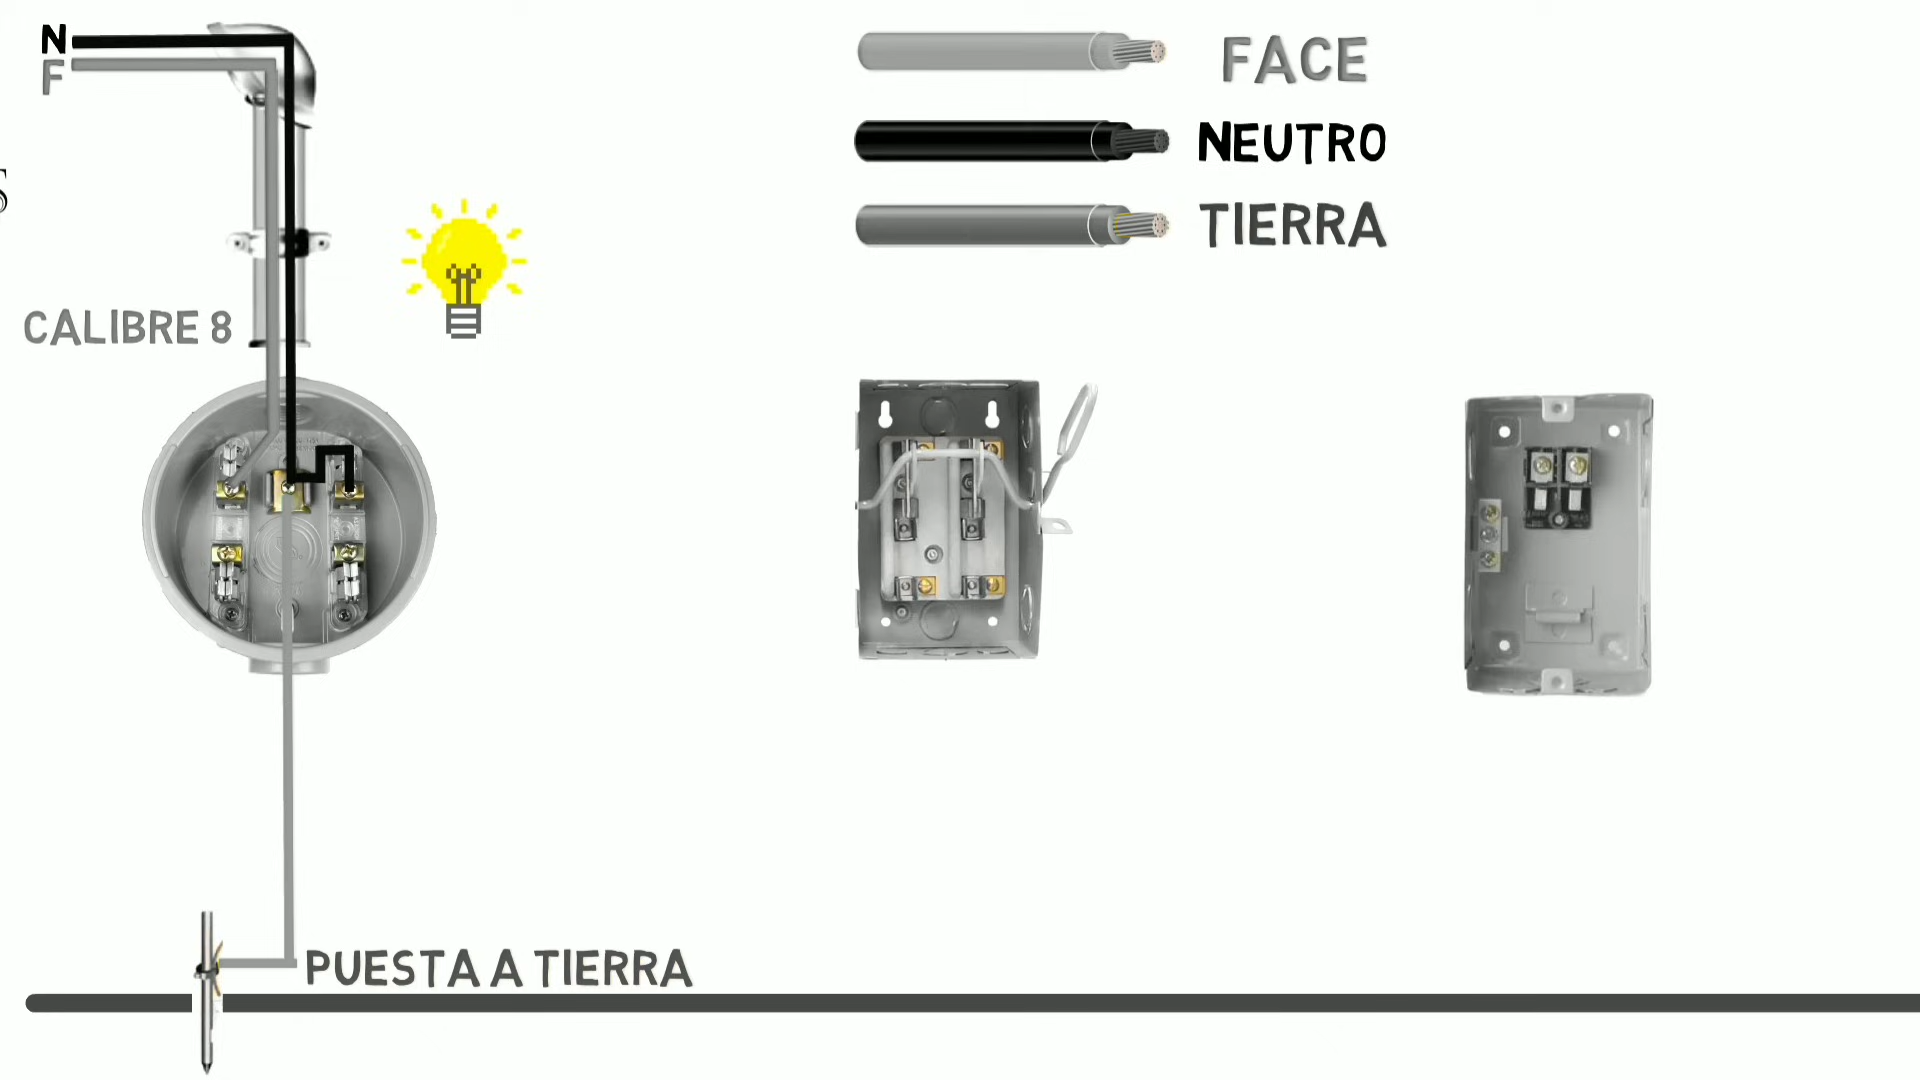 N
F
FACE
NEUTRO
TIERRA
CALIBRE 8
PUESTA A TIERRA